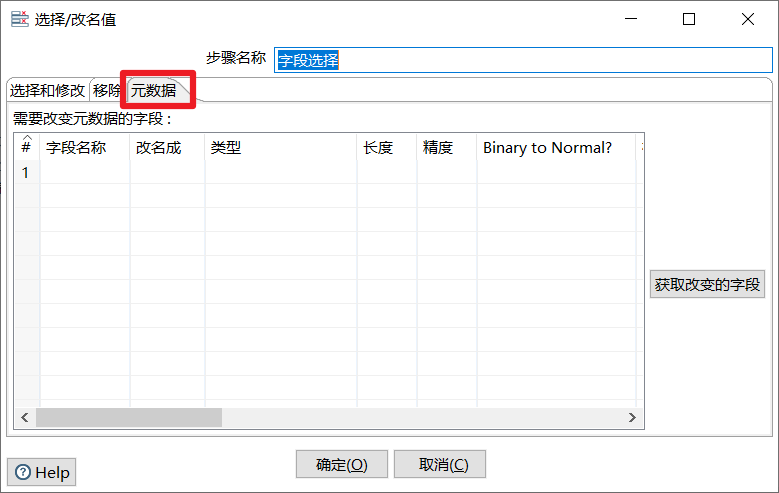 选择/改名值
步骤名称 字段选择
选择和修改 移除 元数据
需要改变元数据的字段：
# 字段名称 改名成 类型 长度 精度 Binary to Normal?
1
获取改变的字段
确定(O) 取消(C)
Help